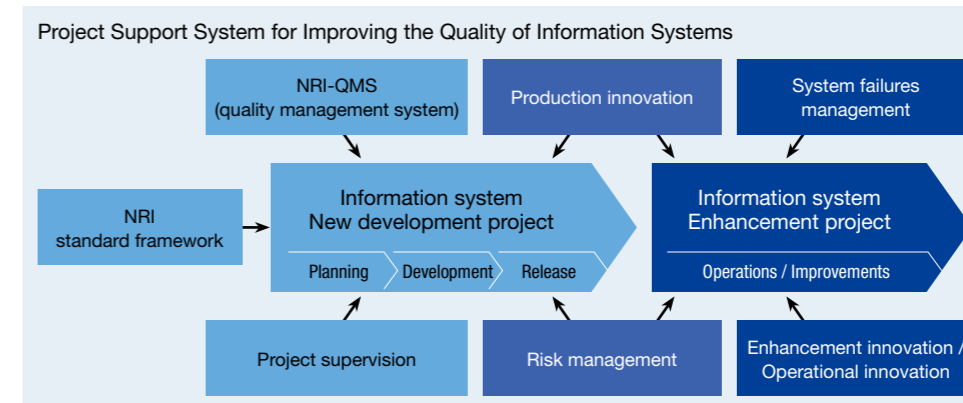 Project Support System for Improving the Quality of Information Systems
NRI-QMS
(quality management system)
Production innovation
System failures
management
NRI
standard framework
Information system
New development project
Planning
Development
Release
Information system
Enhancement project
Operations / Improvements
Project supervision
Risk management
Enhancement innovation /
Operational innovation